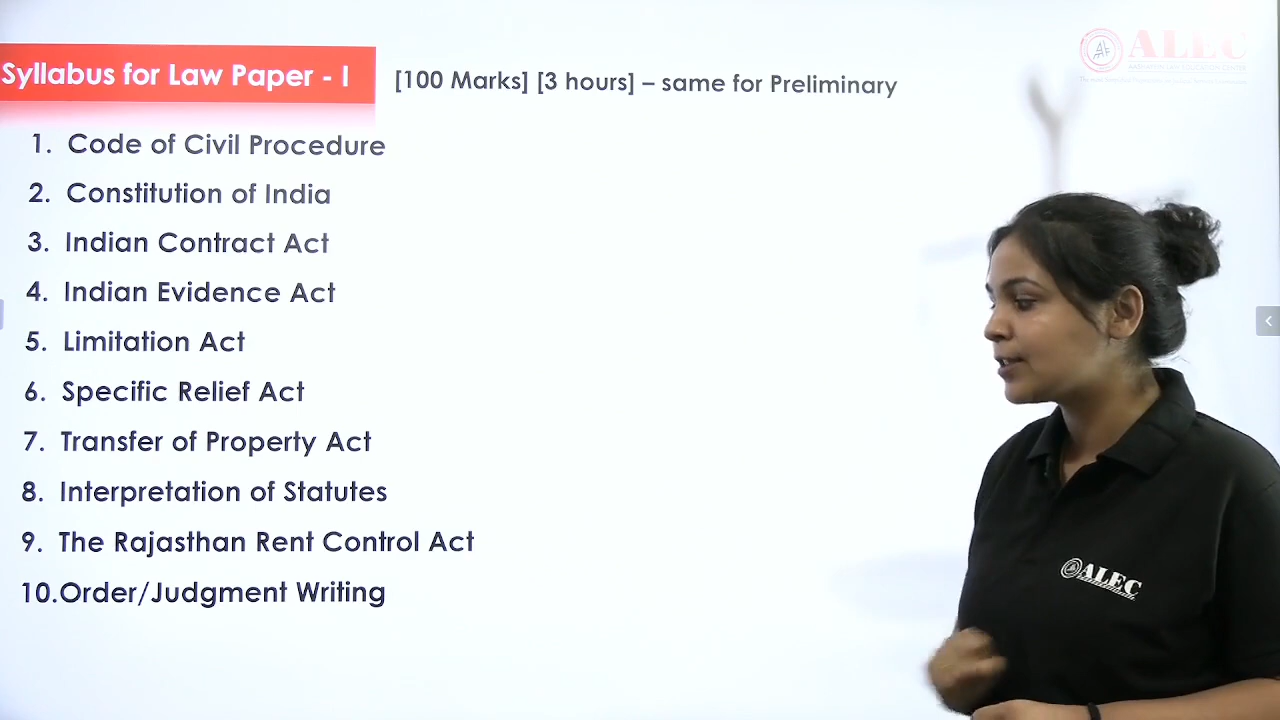 Syllabus for Law Paper - I
[100 Marks] [3 hours] – same for Preliminary
ALEC
1. Code of Civil Procedure
2. Constitution of India
3. Indian Contract Act
4. Indian Evidence Act
5. Limitation Act
6. Specific Relief Act
7. Transfer of Property Act
8. Interpretation of Statutes
9. The Rajasthan Rent Control Act
10.Order/Judgment Writing
ALEC